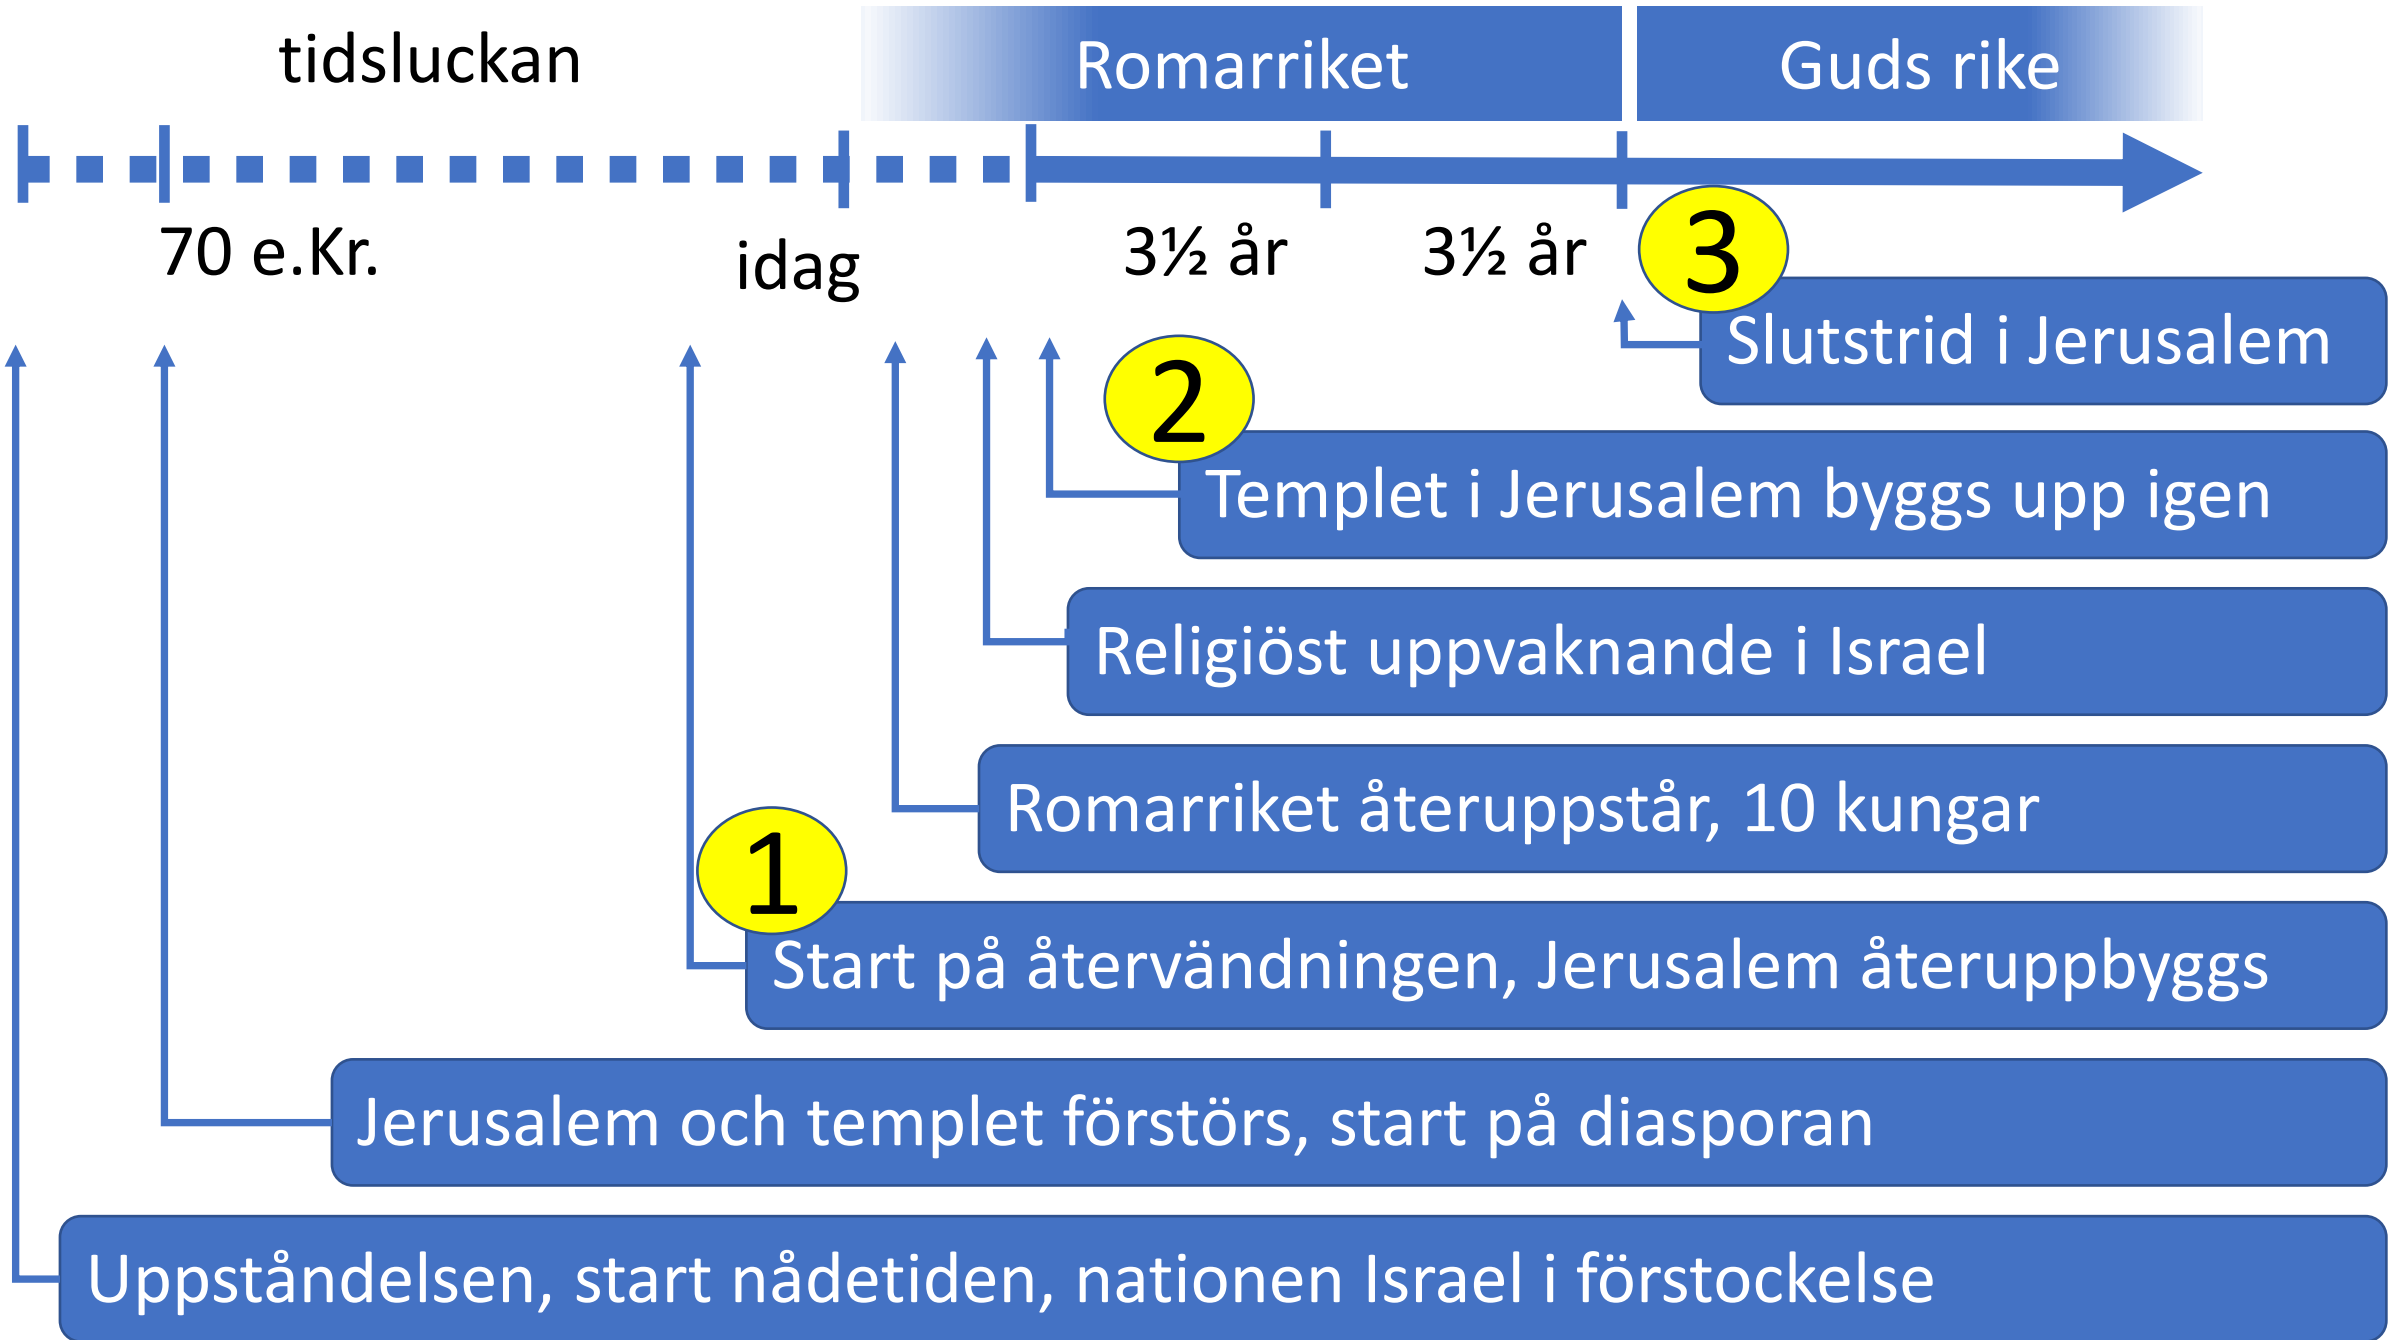 tidsluckan
Romarriket
Guds rike
70 e.Kr.
idag
3½ år
3½ år
3
Slutstrid i Jerusalem
2
Templet i Jerusalem byggs upp igen
Religiöst uppvaknande i Israel
Romarriket återuppstår, 10 kungar
1
Start på återvändningen, Jerusalem återuppbyggs
Jerusalem och templet förstörs, start på diasporan
Uppståndelsen, start nådetiden, nationen Israel i förstockelse